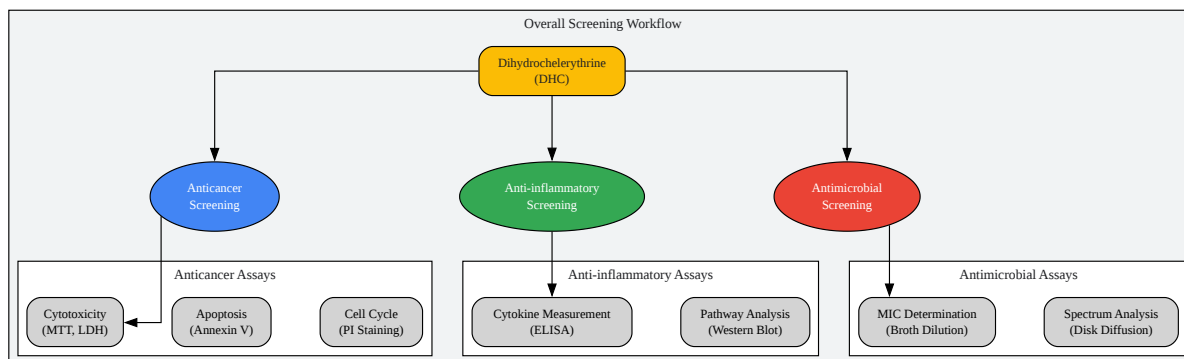 Overall Screening Workflow
Dihydrochelerythrine
(DHC)
Anticancer
Screening
Anti-inflammatory
Screening
Antimicrobial
Screening
Anticancer Assays
Cytotoxicity
(MTT, LDH)
Apoptosis
(Annexin V)
Cell Cycle
(PI Staining)
Anti-inflammatory Assays
Cytokine Measurement
(ELISA)
Pathway Analysis
(Western Blot)
Antimicrobial Assays
MIC Determination
(Broth Dilution)
Spectrum Analysis
(Disk Diffusion)